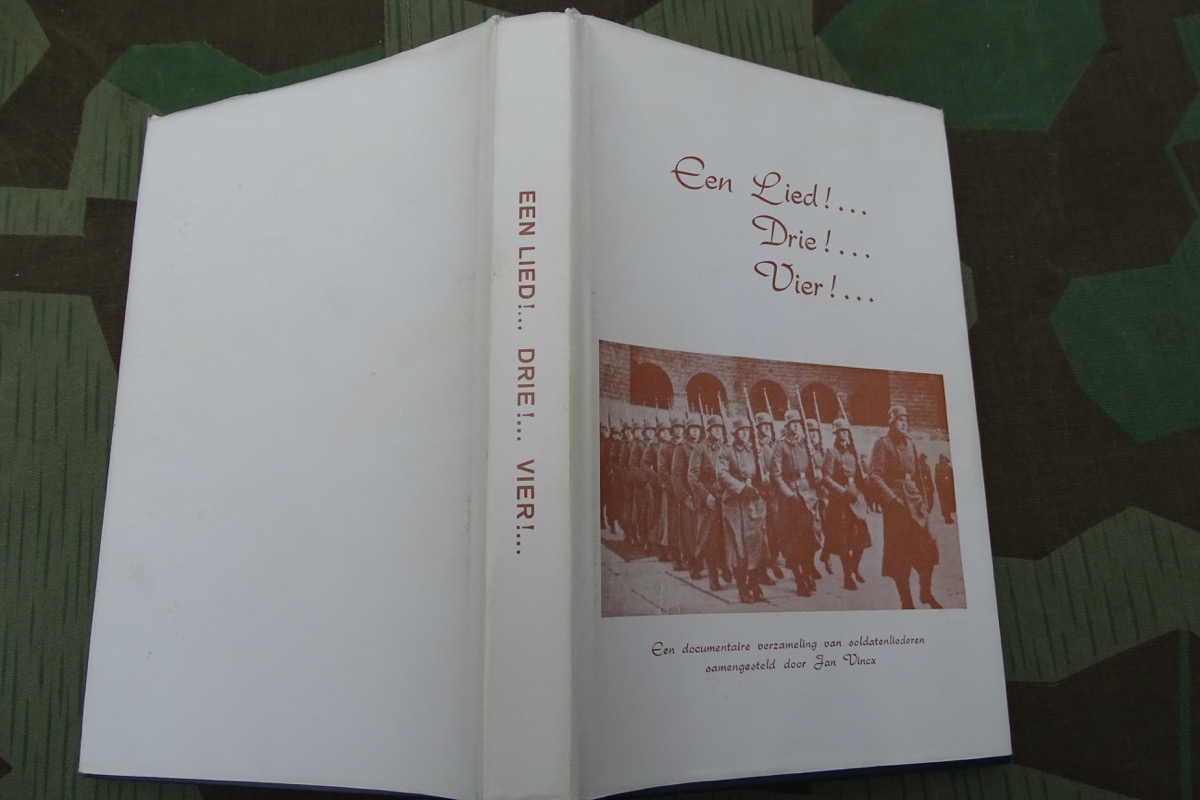 EEN LIED!... DRIE!... VIER!...
Een Lied!...
Drie!...
Vier!...
Een documentaire verzameling van soldatenliederen
samengesteld door Jan Vincx